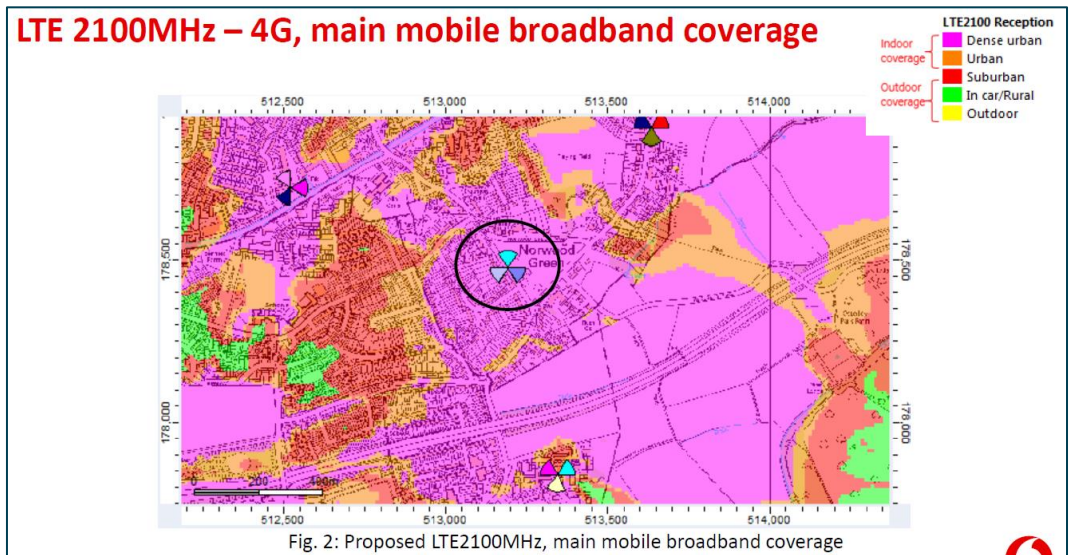 LTE 2100MHz – 4G, main mobile broadband coverage
LTE2100 Reception
Indoor coverage
Dense urban
Urban
Outdoor coverage
Suburban
In car/Rural
Outdoor
512,500 513,000 513,500 514,000
178,500
178,500
178,000
178,000
Playing Field
Norwood
Green
0 200 400m
512,500 513,000 513,500 514,000
Fig. 2: Proposed LTE2100MHz, main mobile broadband coverage